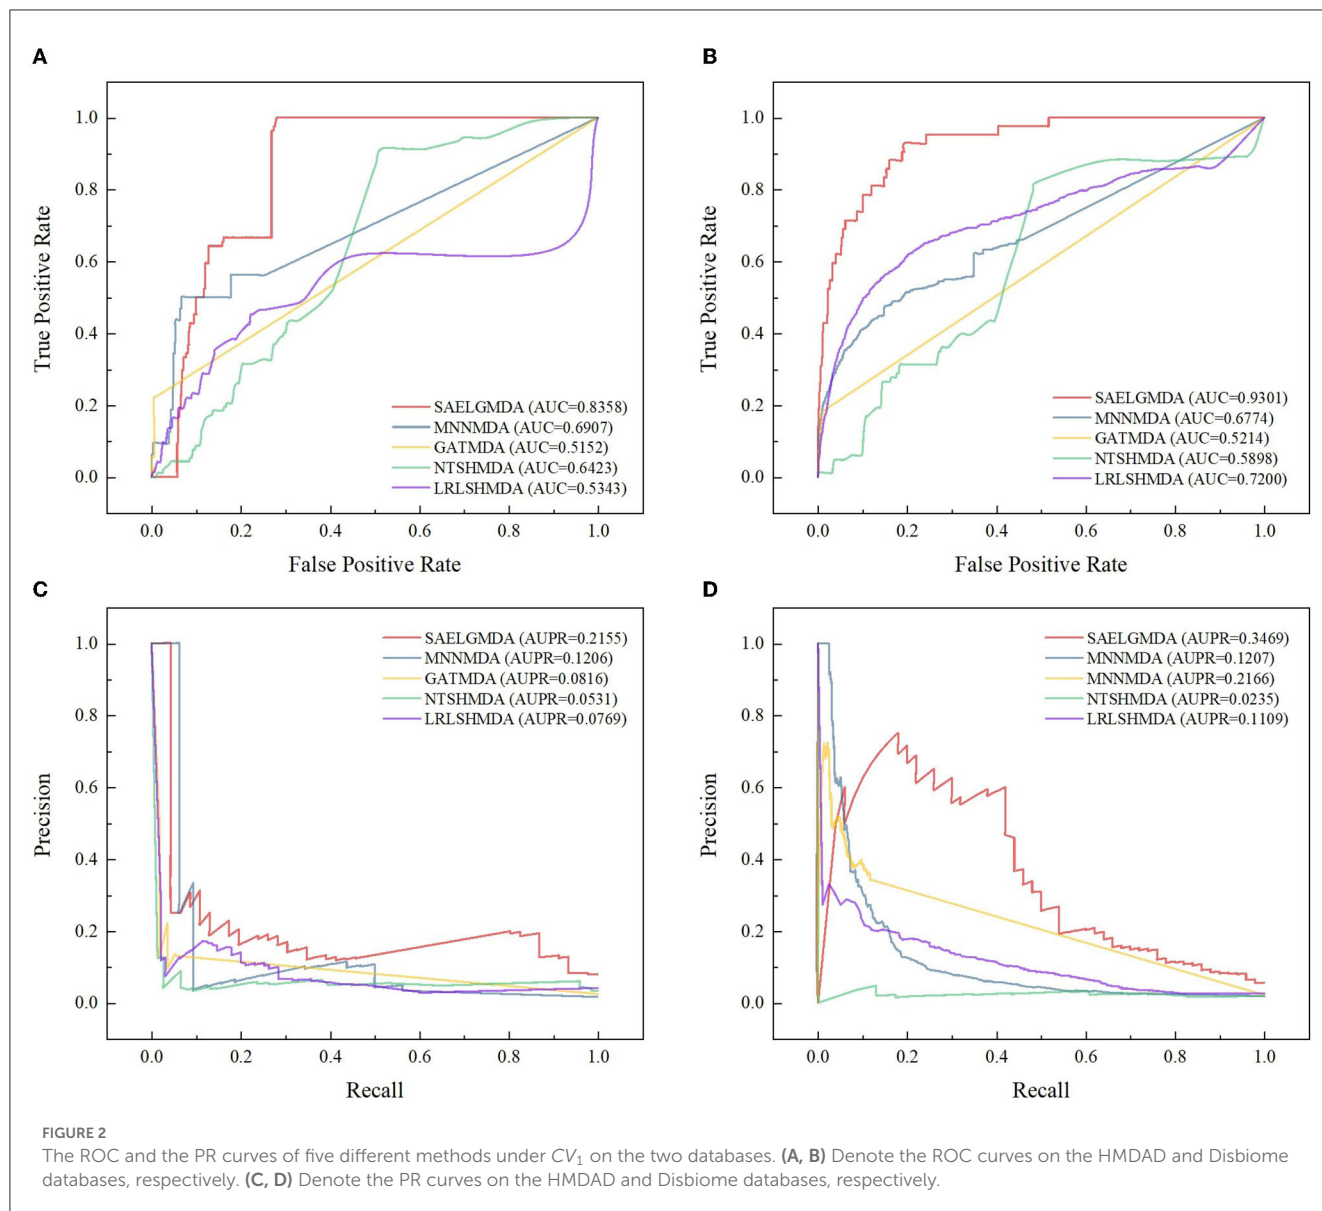 A
1.0
0.8
0.6
0.4
0.2
0.0
True Positive Rate
SAELGMDA (AUC=0.8358)
MNNMDA (AUC=0.6907)
GATMDA (AUC=0.5152)
NTSHMDA (AUC=0.6423)
LRLSHMDA (AUC=0.5343)
0.0 0.2 0.4 0.6 0.8 1.0
False Positive Rate
B
1.0
0.8
0.6
0.4
0.2
0.0
True Positive Rate
SAELGMDA (AUC=0.9301)
MNNMDA (AUC=0.6774)
GATMDA (AUC=0.5214)
NTSHMDA (AUC=0.5898)
LRLSHMDA (AUC=0.7200)
0.0 0.2 0.4 0.6 0.8 1.0
False Positive Rate
C
1.0
0.8
0.6
0.4
0.2
0.0
Precision
SAELGMDA (AUPR=0.2155)
MNNMDA (AUPR=0.1206)
GATMDA (AUPR=0.0816)
NTSHMDA (AUPR=0.0531)
LRLSHMDA (AUPR=0.0769)
0.0 0.2 0.4 0.6 0.8 1.0
Recall
D
1.0
0.8
0.6
0.4
0.2
0.0
Precision
SAELGMDA (AUPR=0.3469)
MNNMDA (AUPR=0.1207)
MNNMDA (AUPR=0.2166)
NTSHMDA (AUPR=0.0235)
LRLSHMDA (AUPR=0.1109)
0.0 0.2 0.4 0.6 0.8 1.0
Recall
FIGURE 2
The ROC and the PR curves of five different methods under CV1 on the two databases. (A, B) Denote the ROC curves on the HMDAD and Disbiome
databases, respectively. (C, D) Denote the PR curves on the HMDAD and Disbiome databases, respectively.